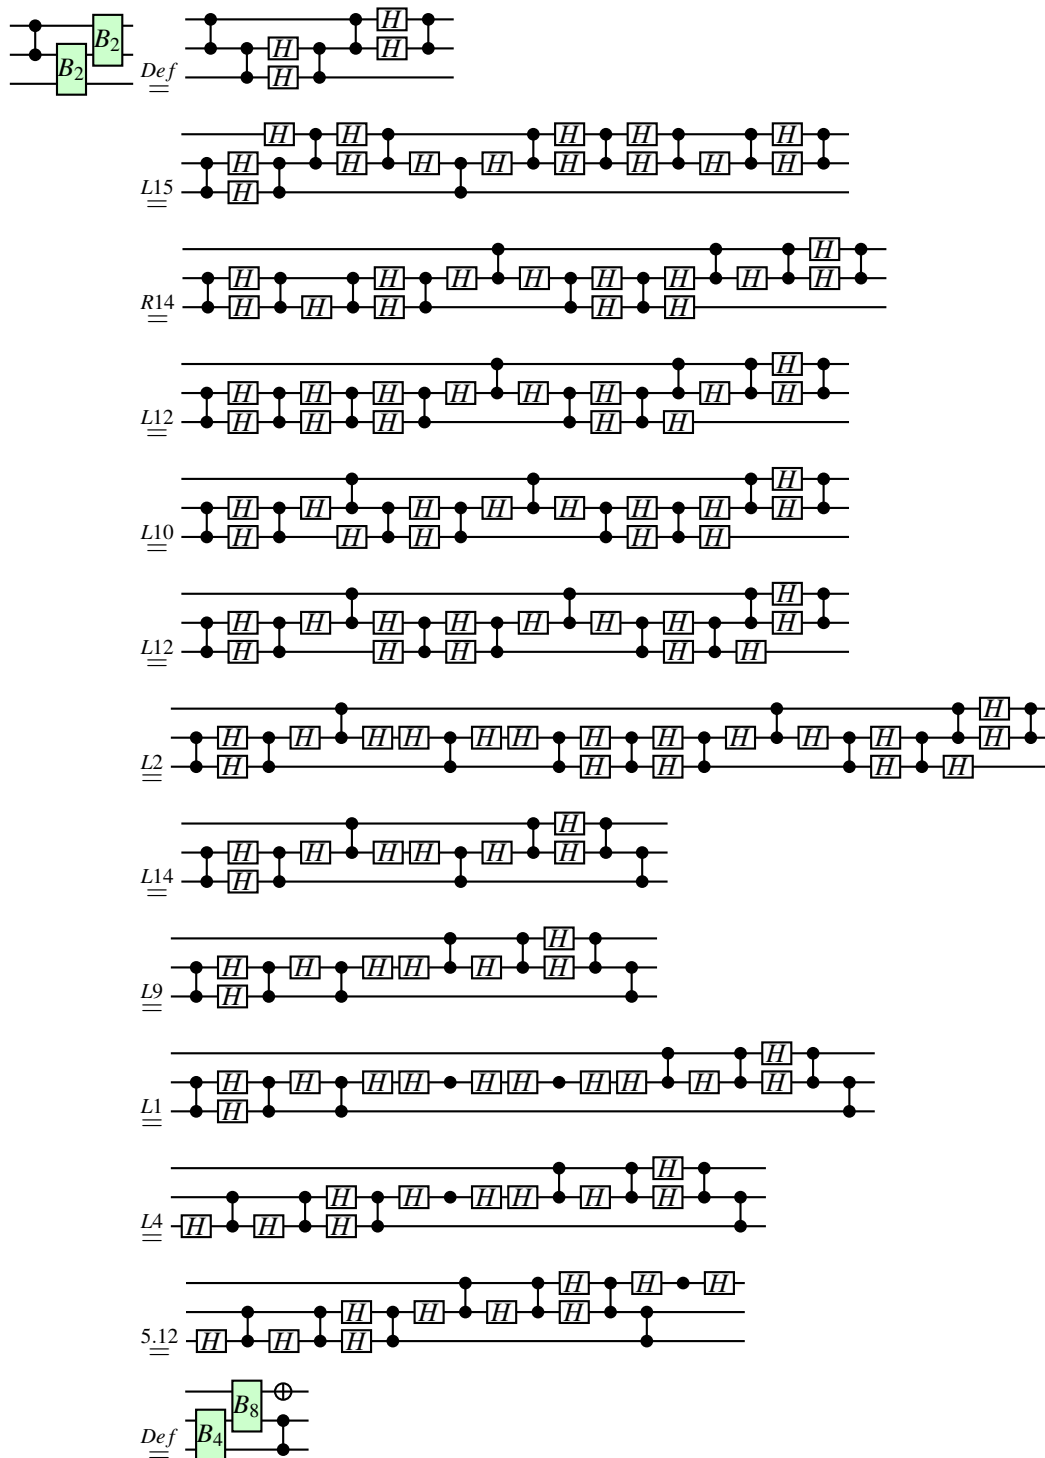 H
B₂ H H
B₂ Def = H
H H H H H
H H H H H H H H
L15 = H
H
H H H H H H H H
R14 = H H H H H
H
H H H H H H H H
L12 = H H H H H
H
H H H H H H H H
L10 = H H H H H
H
H H H H H H H H
L12 = H H H H H
H
H H H H H H H H H H H H
L2 = H H H H H
H
H H H H H H
L14 = H
H
H H H H H H
L9 = H
H
H H H H H H H H H H
L1 = H
H
H H H H H H
L4 = H H H
H H H
H H H H
5.12 = H H H
B₈
Def = B₄